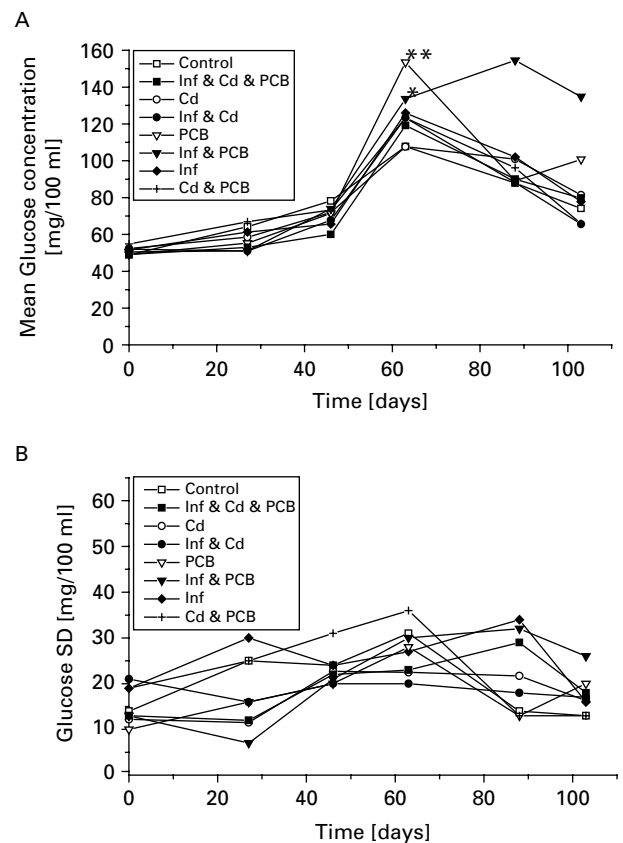 A
Mean Glucose concentration
[mg/100 ml]
160
140
120
100
80
60
40
20
0
Control
Inf & Cd & PCB
Cd
Inf & Cd
PCB
Inf & PCB
Inf
Cd & PCB
**
*
0
20
40
60
80
100
Time [days]
B
Glucose SD [mg/100 ml]
60
50
40
30
20
10
0
Control
Inf & Cd & PCB
Cd
Inf & Cd
PCB
Inf & PCB
Inf
Cd & PCB
0
20
40
60
80
100
Time [days]